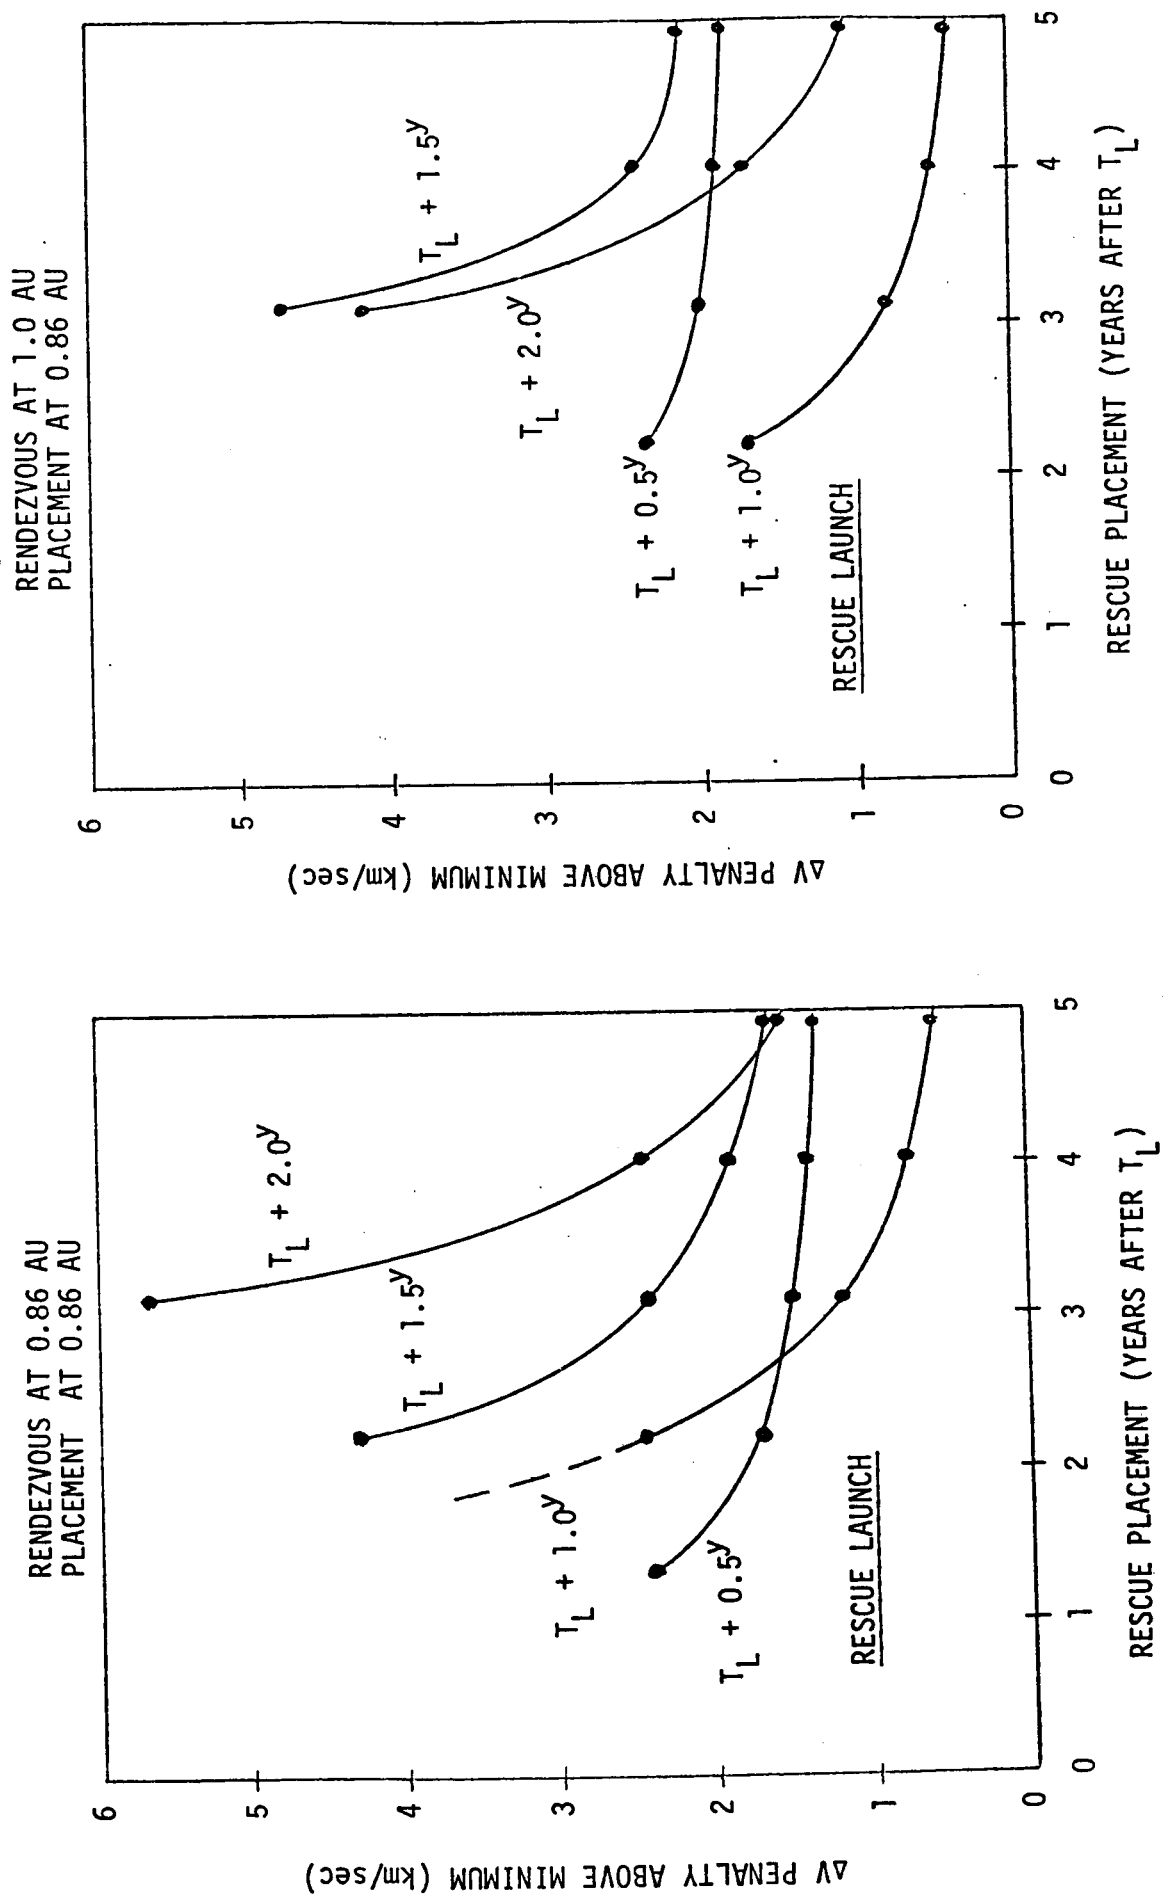 RENDEZVOUS AT 0.86 AU
PLACEMENT AT 0.86 AU
ΔV PENALTY ABOVE MINIMUM (km/sec)
6
5
4
3
2
1
0
T_L + 2.0^y
T_L + 1.5^y
T_L + 1.0^y
T_L + 0.5^y
RESCUE LAUNCH
0
1
2
3
4
5
RESCUE PLACEMENT (YEARS AFTER T_L)
RENDEZVOUS AT 1.0 AU
PLACEMENT AT 0.86 AU
ΔV PENALTY ABOVE MINIMUM (km/sec)
6
5
4
3
2
1
0
T_L + 1.5^y
T_L + 2.0^y
T_L + 0.5^y
T_L + 1.0^y
RESCUE LAUNCH
0
1
2
3
4
5
RESCUE PLACEMENT (YEARS AFTER T_L)